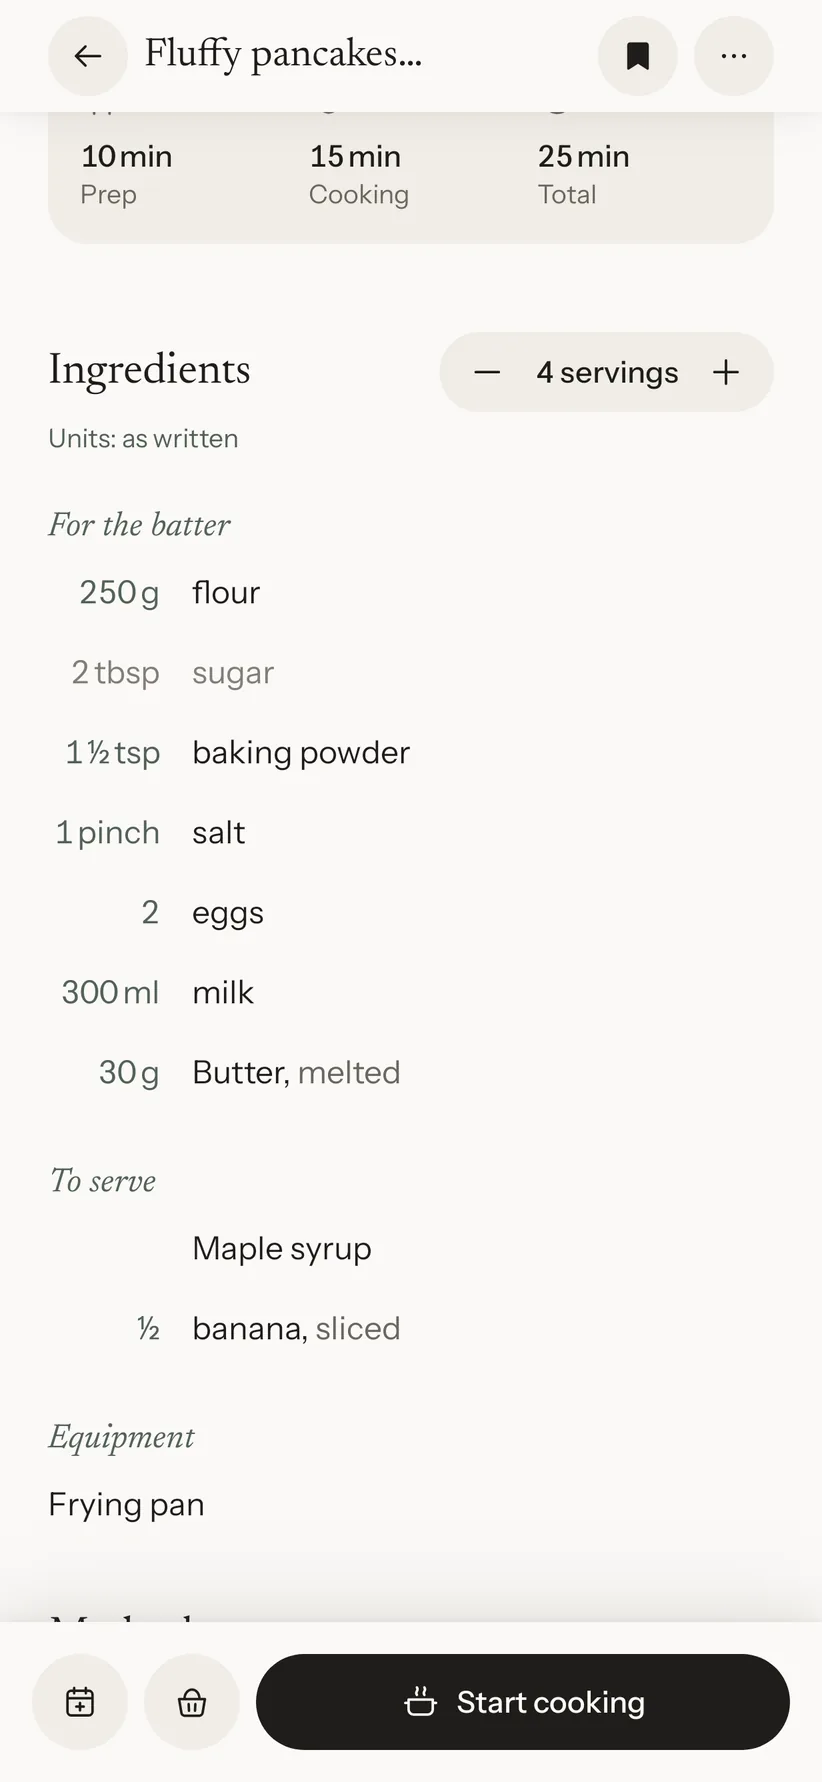 Fluffy pancakes...
10 min 15 min 25 min
Prep Cooking Total
Ingredients
4 servings
Units: as written
For the batter
250 g flour
2 tbsp sugar
1 ½ tsp baking powder
1 pinch salt
2 eggs
300 ml milk
30 g Butter, melted
To serve
Maple syrup
½ banana, sliced
Equipment
Frying pan
Start cooking